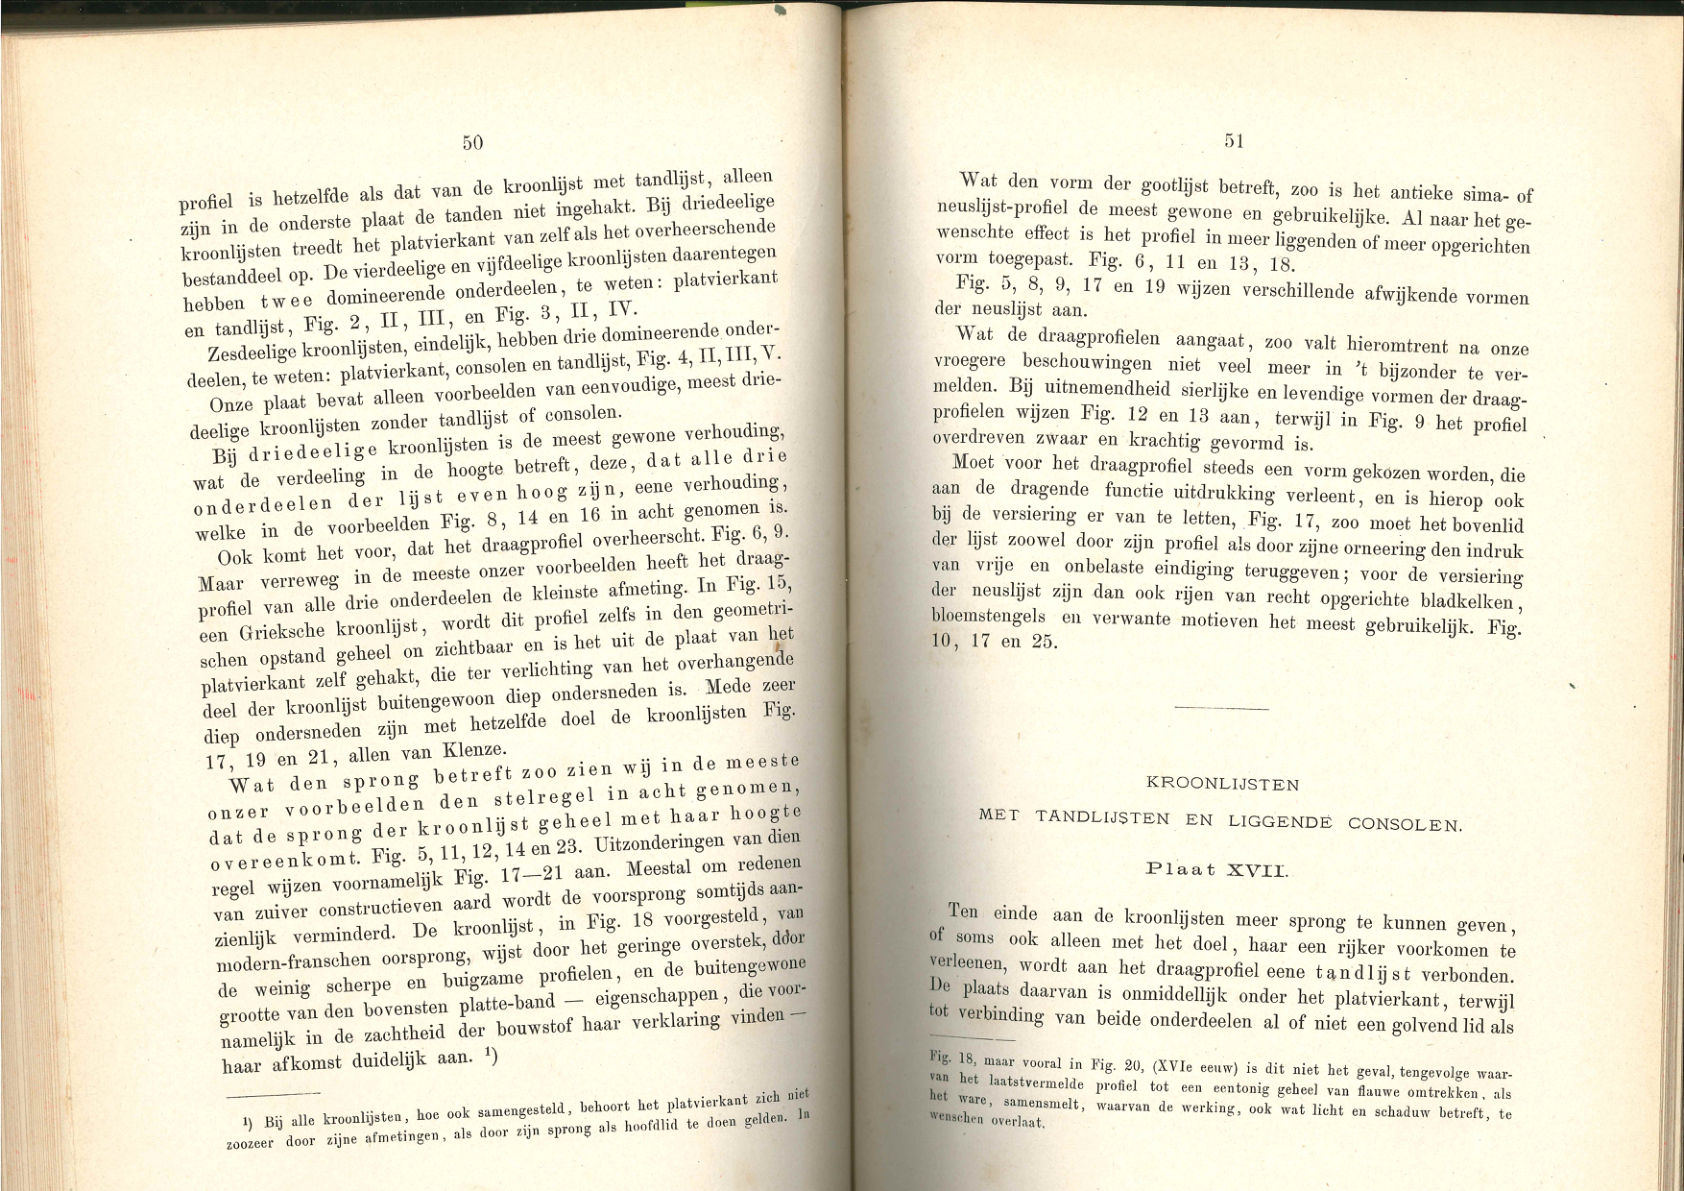 50
profiel is hetzelfde als dat van de kroonlijst met tandlijst, alleen
zijn in de onderste plaat de tanden niet ingehakt. Bij driedeelige
kroonlijsten treedt het platvierkant van zelf als het overheerschende
bestanddeel op. De vierdeelige en vijfdeelige kroonlijsten daarentegen
hebben twee domineerende onderdeelen, te weten: platvierkant
en tandlijst, Fig. 2, II, III, en Fig. 3, II, IV.
Zesdeelige kroonlijsten, eindelijk, hebben drie domineerende onder-
deelen, te weten: platvierkant, consolen en tandlijst, Fig. 4, II, III, V.
Onze plaat bevat alleen voorbeelden van eenvoudige, meest drie-
deelige kroonlijsten zonder tandlijst of consolen.
Bij driedeelige kroonlijsten is de meest gewone verhouding,
wat de verdeeling in de hoogte betreft, deze, dat alle drie
onderdeelen der lijst even hoog zijn, eene verhouding,
welke in de voorbeelden Fig. 8, 14 en 16 in acht genomen is.
Ook komt het voor, dat het draagprofiel overheerscht. Fig. 6, 9.
Maar verreweg in de meeste onzer voorbeelden heeft het draag-
profiel van alle drie onderdeelen de kleinste afmeting. In Fig. 15,
een Grieksche kroonlijst, wordt dit profiel zelfs in den geometri-
schen opstand geheel on zichtbaar en is het uit de plaat van het
platvierkant zelf gehakt, die ter verlichting van het overhangende
deel der kroonlijst buitengewoon diep ondersneden is. Mede zeer
diep ondersneden zijn met hetzelfde doel de kroonlijsten Fig.
17, 19 en 21, allen van Klenze.
Wat den sprong betreft zoo zien wij in de meeste
onzer voorbeelden den stelregel in acht genomen,
dat de sprong der kroonlijst geheel met haar hoogte
overeenkomt. Fig. 5, 11, 12, 14 en 23. Uitzonderingen van dien
regel wijzen voornamelijk Fig. 17—21 aan. Meestal om redenen
van zuiver constructieven aard wordt de voorsprong somtijds aan-
zienlijk verminderd. De kroonlijst, in Fig. 18 voorgesteld, van
modern-franschen oorsprong, wijst door het geringe overstek, door
de weinig scherpe en buigzame profielen, en de buitengewone
grootte van den bovensten platte-band — eigenschappen, die voor-
namelijk in de zachtheid der bouwstof haar verklaring vinden —
haar afkomst duidelijk aan. ¹)
¹) Bij alle kroonlijsten, hoe ook samengesteld, behoort het platvierkant zich niet
zoozeer door zijne afmetingen, als door zijn sprong als hoofdlid te doen gelden. In
51
Wat den vorm der gootlijst betreft, zoo is het antieke sima- of
neuslijst-profiel de meest gewone en gebruikelijke. Al naar het ge-
wenschte effect is het profiel in meer liggenden of meer opgerichten
vorm toegepast. Fig. 6, 11 en 13, 18.
Fig. 5, 8, 9, 17 en 19 wijzen verschillende afwijkende vormen
der neuslijst aan.
Wat de draagprofielen aangaat, zoo valt hieromtrent na onze
vroegere beschouwingen niet veel meer in 't bijzonder te ver-
melden. Bij uitnemendheid sierlijke en levendige vormen der draag-
profielen wijzen Fig. 12 en 13 aan, terwijl in Fig. 9 het profiel
overdreven zwaar en krachtig gevormd is.
Moet voor het draagprofiel steeds een vorm gekozen worden, die
aan de dragende functie uitdrukking verleent, en is hierop ook
bij de versiering er van te letten, Fig. 17, zoo moet het bovenlid
der lijst zoowel door zijn profiel als door zijne orneering den indruk
van vrije en onbelaste eindiging teruggeven; voor de versiering
der neuslijst zijn dan ook rijen van recht opgerichte bladkelken,
bloemstengels en verwante motieven het meest gebruikelijk. Fig.
10, 17 en 25.
KROONLIJSTEN
MET TANDLIJSTEN EN LIGGENDE CONSOLEN.
Plaat XVII.
Ten einde aan de kroonlijsten meer sprong te kunnen geven,
of soms ook alleen met het doel, haar een rijker voorkomen te
verleenen, wordt aan het draagprofiel eene tandlijst verbonden.
De plaats daarvan is onmiddellijk onder het platvierkant, terwijl
tot verbinding van beide onderdeelen al of niet een golvend lid als
Fig. 18, maar vooral in Fig. 20, (XVIe eeuw) is dit niet het geval, tengevolge waar-
van het laatstvermelde profiel tot een eentonig geheel van flauwe omtrekken, als
het ware, samensmelt, waarvan de werking, ook wat licht en schaduw betreft, te
wenschen overlaat.